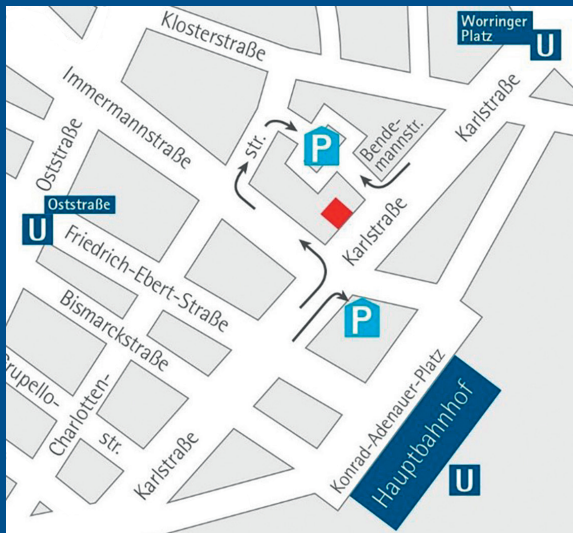 Klosterstraße
Worringer
Platz
U
Immermannstraße
Karlstraße
str.
P
Bende-
mannstr.
Oststraße
Oststraße
U
Karlstraße
Friedrich-Ebert-Straße
P
Bismarckstraße
Charlotten-
str.
Karlstraße
Konrad-Adenauer-Platz
Hauptbahnhof
U